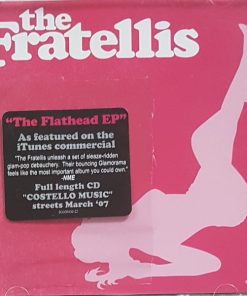 the
Fratellis
"The Flathead EP"
As featured on the
iTunes commercial
"The Fratellis unleash a set of sleaze-ridden
glam-pop debauchery. Their bouncing Glamorama
feels like the most important album you could own."
-NME
Full length CD
"COSTELLO MUSIC"
streets March '07